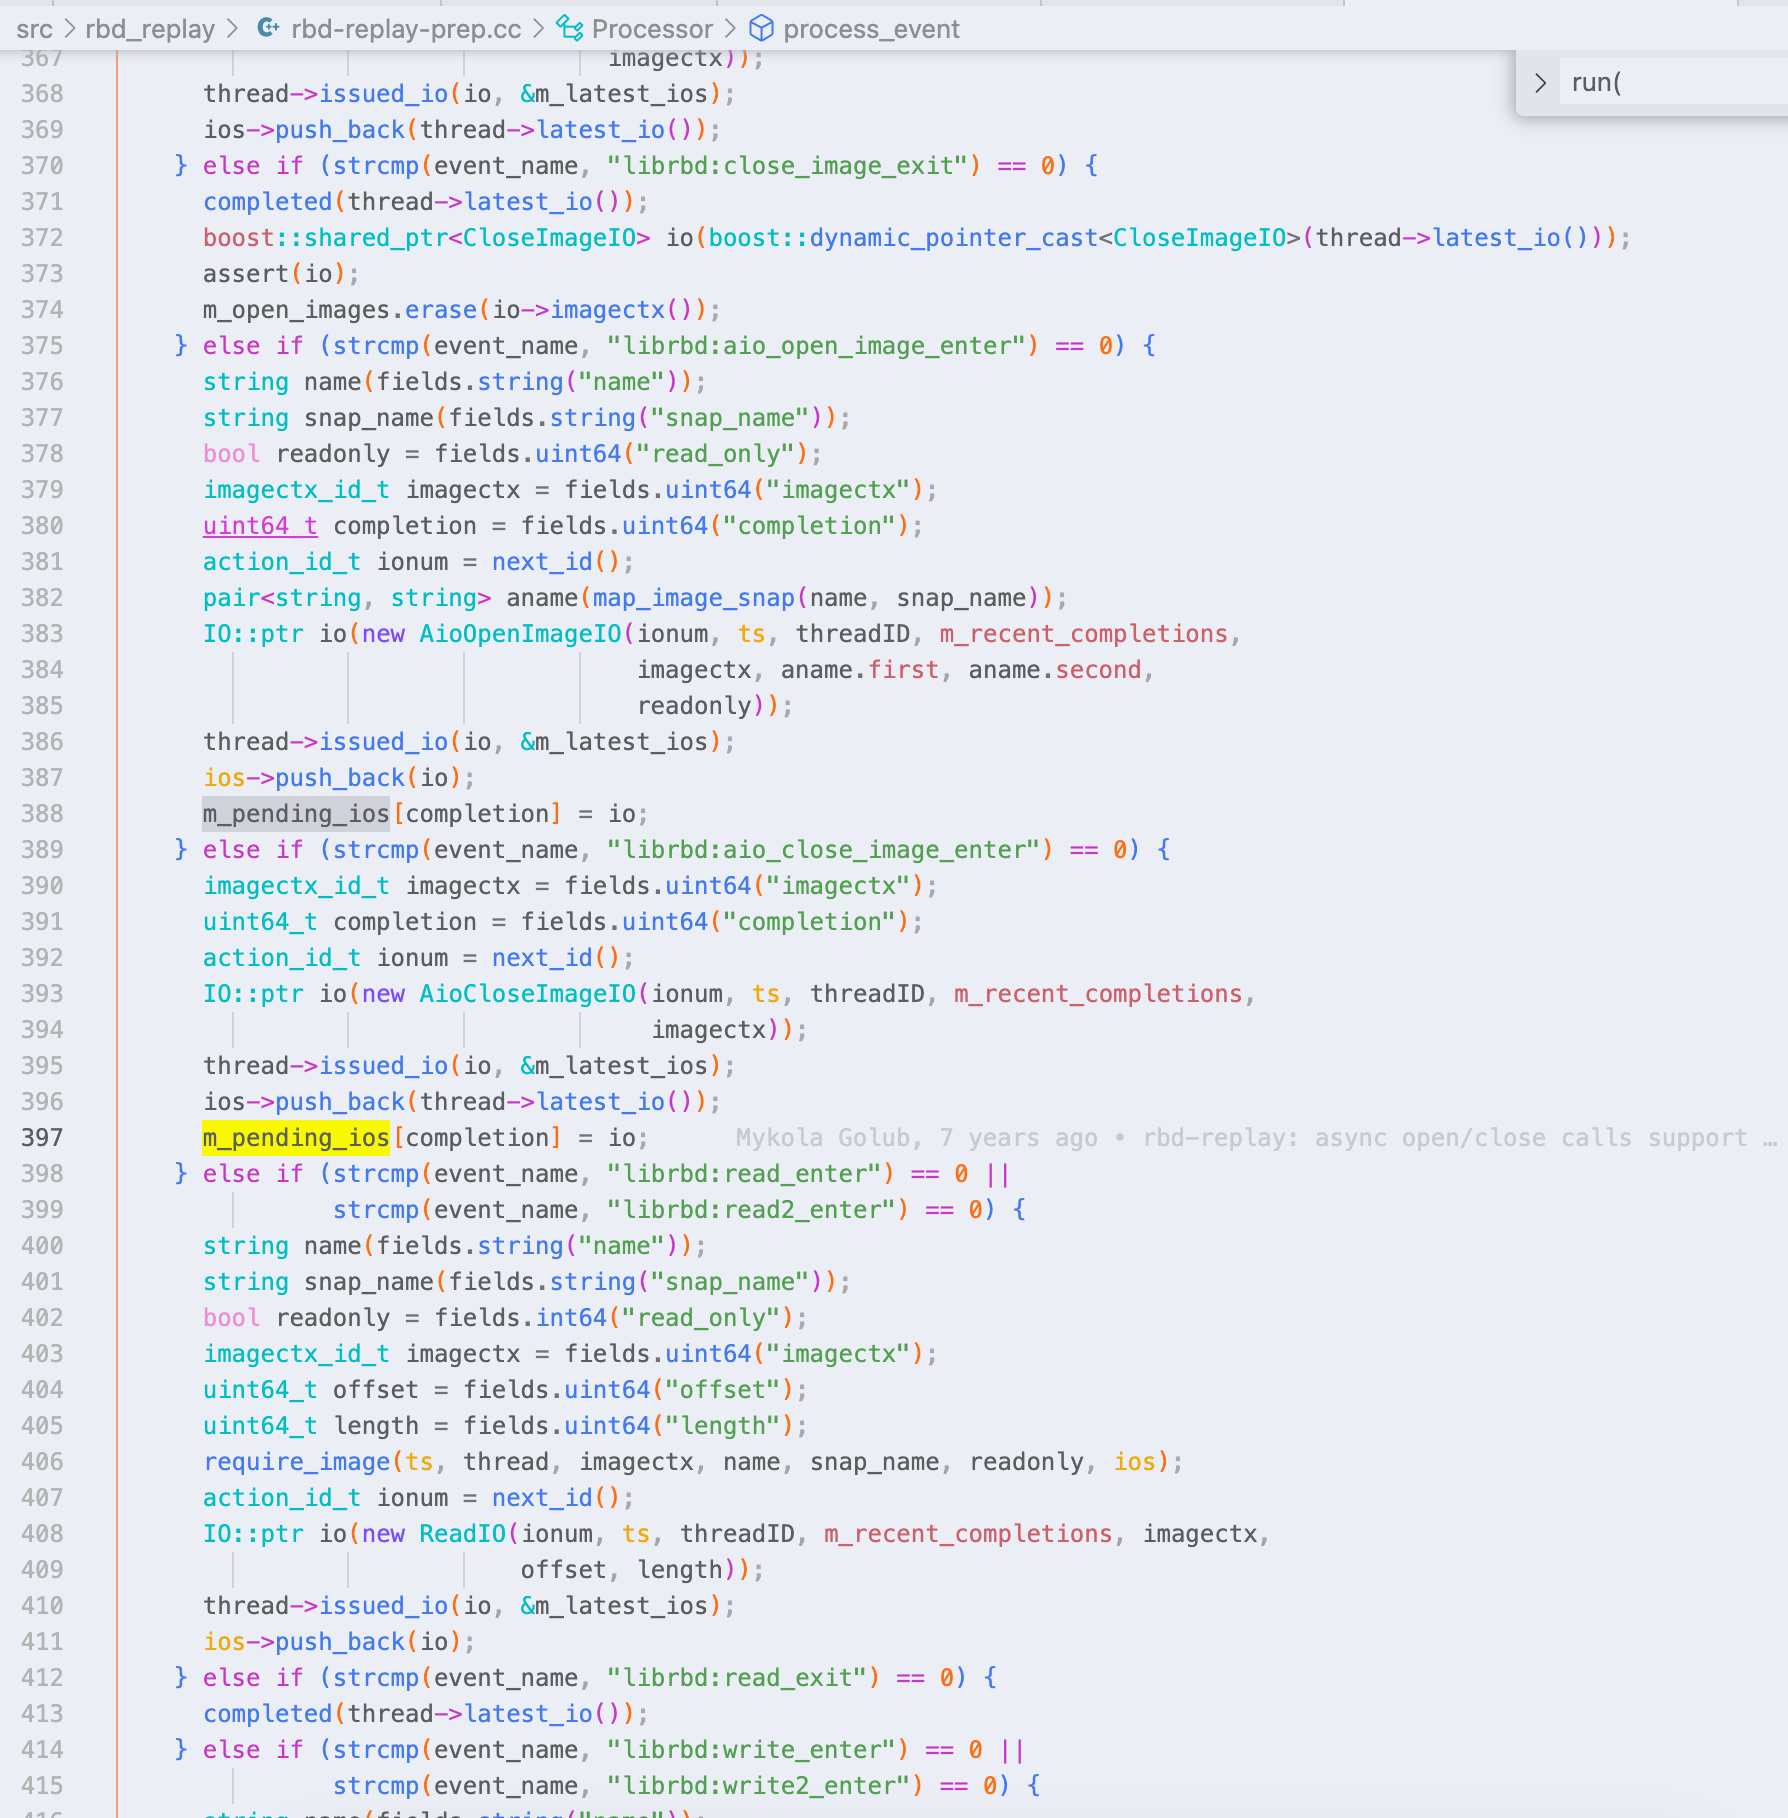 src > rbd_replay > rbd-replay-prep.cc > Processor > process_event
run(
367 imagectx));
368 thread->issued_io(io, &m_latest_ios);
369 ios->push_back(thread->latest_io());
370 } else if (strcmp(event_name, "librbd:close_image_exit") == 0) {
371 completed(thread->latest_io());
372 boost::shared_ptr<CloseImageIO> io(boost::dynamic_pointer_cast<CloseImageIO>(thread->latest_io()));
373 assert(io);
374 m_open_images.erase(io->imagectx());
375 } else if (strcmp(event_name, "librbd:aio_open_image_enter") == 0) {
376 string name(fields.string("name"));
377 string snap_name(fields.string("snap_name"));
378 bool readonly = fields.uint64("read_only");
379 imagectx_id_t imagectx = fields.uint64("imagectx");
380 uint64_t completion = fields.uint64("completion");
381 action_id_t ionum = next_id();
382 pair<string, string> aname(map_image_snap(name, snap_name));
383 IO::ptr io(new AioOpenImageIO(ionum, ts, threadID, m_recent_completions,
384 imagectx, aname.first, aname.second,
385 readonly));
386 thread->issued_io(io, &m_latest_ios);
387 ios->push_back(io);
388 m_pending_ios[completion] = io;
389 } else if (strcmp(event_name, "librbd:aio_close_image_enter") == 0) {
390 imagectx_id_t imagectx = fields.uint64("imagectx");
391 uint64_t completion = fields.uint64("completion");
392 action_id_t ionum = next_id();
393 IO::ptr io(new AioCloseImageIO(ionum, ts, threadID, m_recent_completions,
394 imagectx));
395 thread->issued_io(io, &m_latest_ios);
396 ios->push_back(thread->latest_io());
397 m_pending_ios[completion] = io; Mykola Golub, 7 years ago • rbd-replay: async open/close calls support …
398 } else if (strcmp(event_name, "librbd:read_enter") == 0 ||
399 strcmp(event_name, "librbd:read2_enter") == 0) {
400 string name(fields.string("name"));
401 string snap_name(fields.string("snap_name"));
402 bool readonly = fields.int64("read_only");
403 imagectx_id_t imagectx = fields.uint64("imagectx");
404 uint64_t offset = fields.uint64("offset");
405 uint64_t length = fields.uint64("length");
406 require_image(ts, thread, imagectx, name, snap_name, readonly, ios);
407 action_id_t ionum = next_id();
408 IO::ptr io(new ReadIO(ionum, ts, threadID, m_recent_completions, imagectx,
409 offset, length));
410 thread->issued_io(io, &m_latest_ios);
411 ios->push_back(io);
412 } else if (strcmp(event_name, "librbd:read_exit") == 0) {
413 completed(thread->latest_io());
414 } else if (strcmp(event_name, "librbd:write_enter") == 0 ||
415 strcmp(event_name, "librbd:write2_enter") == 0) {
416 string name(fields.string("name"));